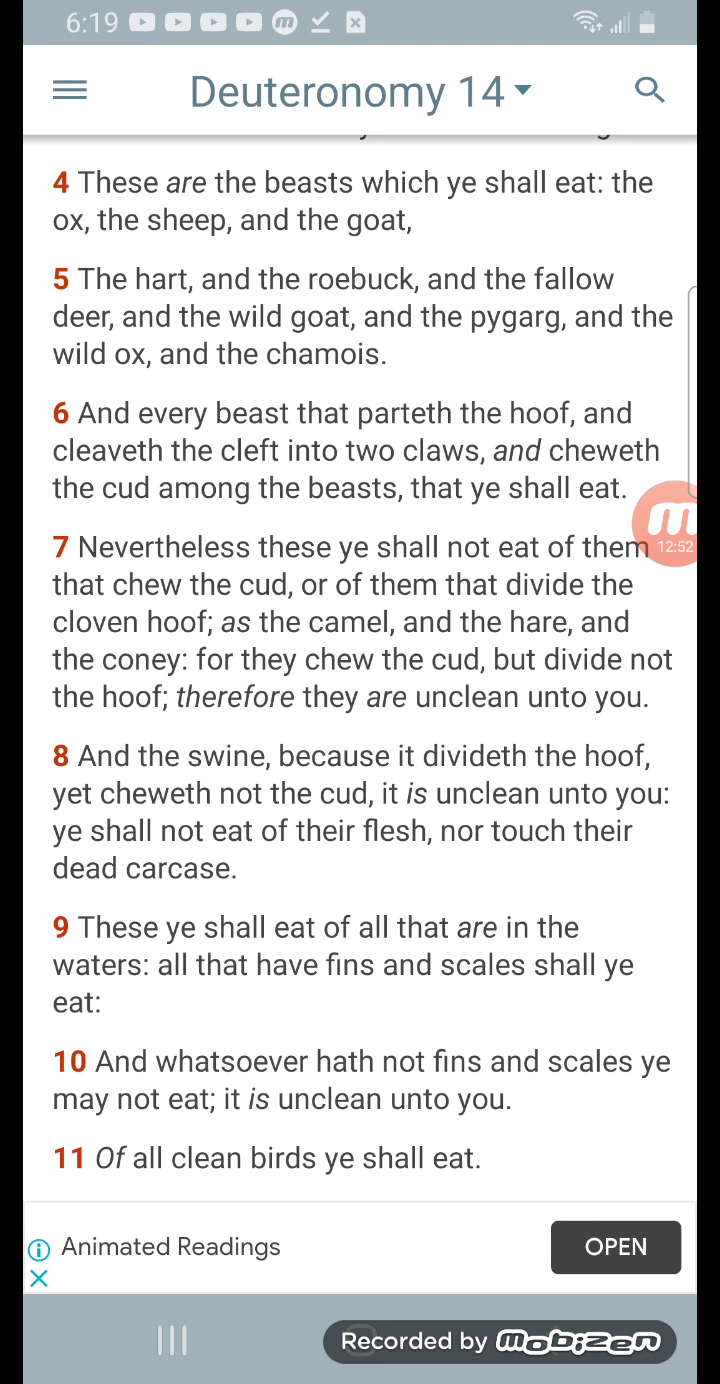 6:19
Deuteronomy 14
4 These are the beasts which ye shall eat: the
ox, the sheep, and the goat,
5 The hart, and the roebuck, and the fallow
deer, and the wild goat, and the pygarg, and the
wild ox, and the chamois.
6 And every beast that parteth the hoof, and
cleaveth the cleft into two claws, and cheweth
the cud among the beasts, that ye shall eat.
7 Nevertheless these ye shall not eat of them
12:52
that chew the cud, or of them that divide the
cloven hoof; as the camel, and the hare, and
the coney: for they chew the cud, but divide not
the hoof; therefore they are unclean unto you.
8 And the swine, because it divideth the hoof,
yet cheweth not the cud, it is unclean unto you:
ye shall not eat of their flesh, nor touch their
dead carcase.
9 These ye shall eat of all that are in the
waters: all that have fins and scales shall ye
eat:
10 And whatsoever hath not fins and scales ye
may not eat; it is unclean unto you.
11 Of all clean birds ye shall eat.
Animated Readings
OPEN
Recorded by Mobizen